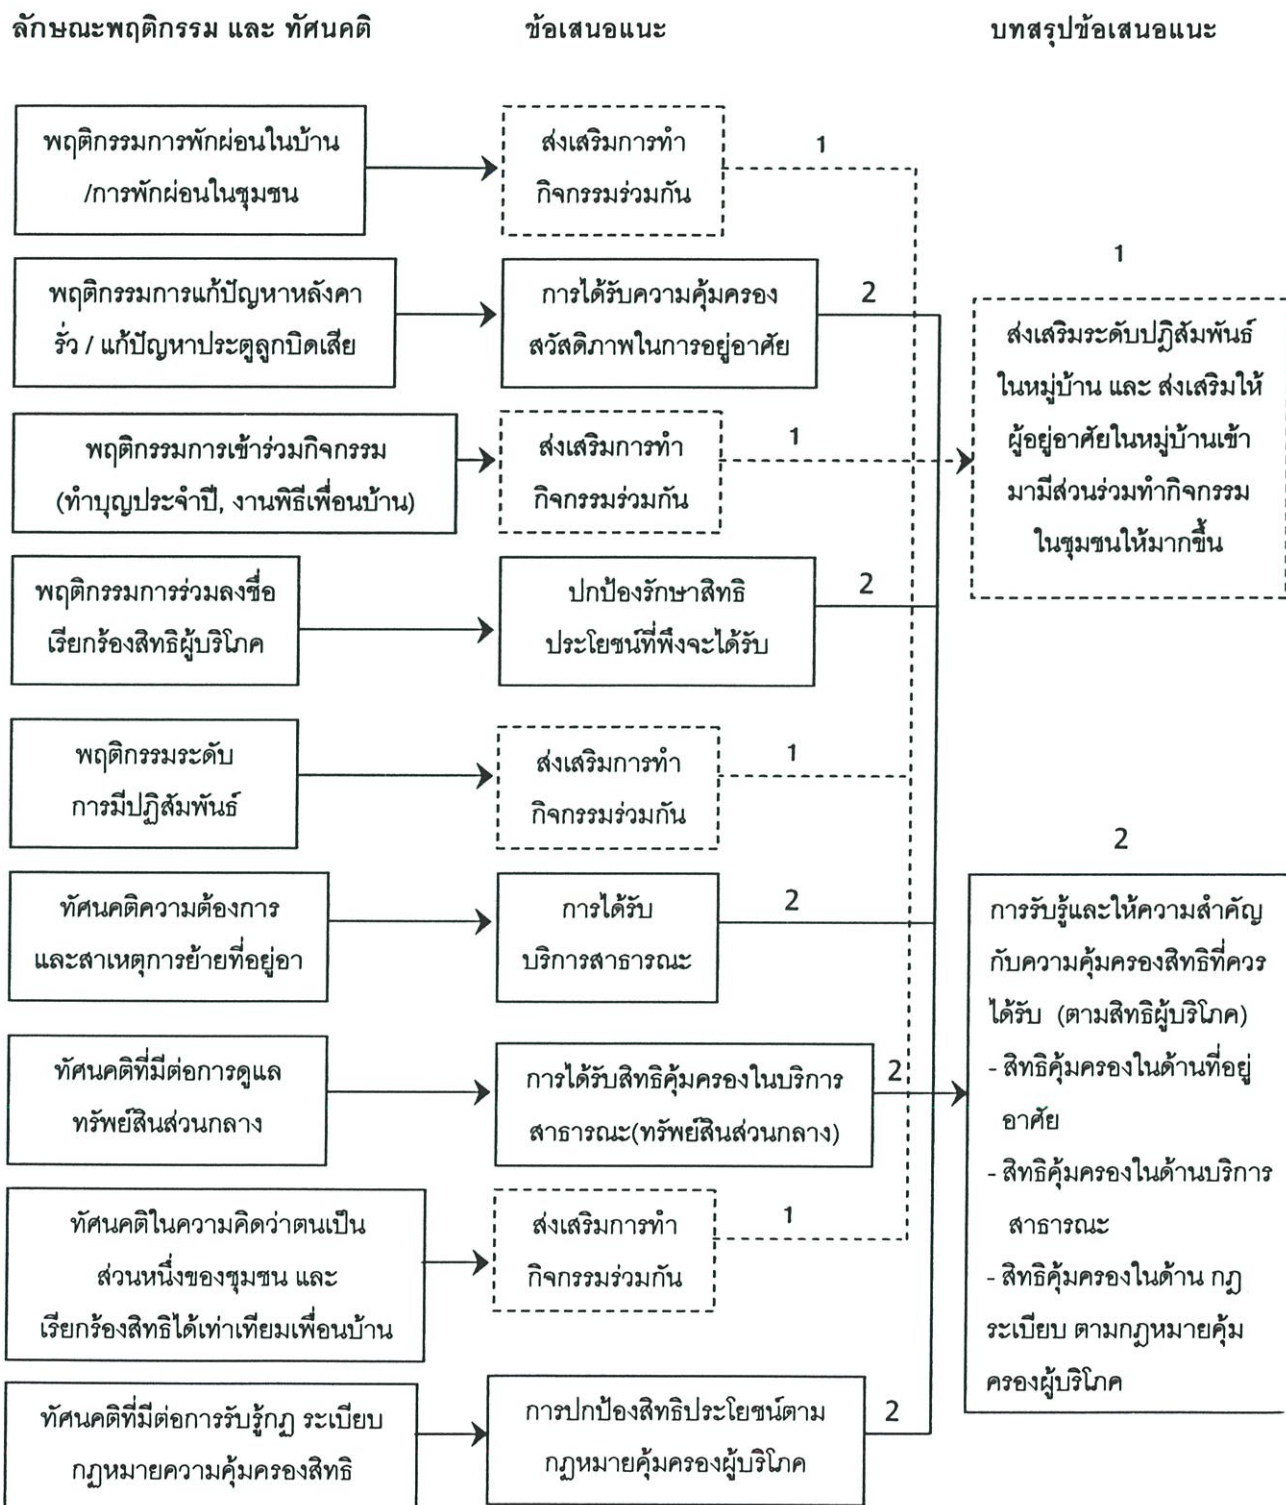 ลักษณะพฤติกรรม และ ทัศนคติ
ข้อเสนอแนะ
บทสรุปข้อเสนอแนะ
พฤติกรรมการพักผ่อนในบ้าน
/การพักผ่อนในชุมชน
ส่งเสริมการทำ
กิจกรรมร่วมกัน
1
พฤติกรรมการแก้ปัญหาหลังคา
รั่ว / แก้ปัญหาประตูลูกบิดเสีย
การได้รับความคุ้มครอง
สวัสดิภาพในการอยู่อาศัย
2
พฤติกรรมการเข้าร่วมกิจกรรม
(ทำบุญประจำปี, งานพิธีเพื่อนบ้าน)
ส่งเสริมการทำ
กิจกรรมร่วมกัน
1
พฤติกรรมการร่วมลงชื่อ
เรียกร้องสิทธิผู้บริโภค
ปกป้องรักษาสิทธิ
ประโยชน์ที่พึงจะได้รับ
2
พฤติกรรมระดับ
การมีปฏิสัมพันธ์
ส่งเสริมการทำ
กิจกรรมร่วมกัน
1
ทัศนคติความต้องการ
และสาเหตุการย้ายที่อยู่อา
การได้รับ
บริการสาธารณะ
2
ทัศนคติที่มีต่อการดูแล
ทรัพย์สินส่วนกลาง
การได้รับสิทธิคุ้มครองในบริการ
สาธารณะ(ทรัพย์สินส่วนกลาง)
2
ทัศนคติในความคิดว่าตนเป็น
ส่วนหนึ่งของชุมชน และ
เรียกร้องสิทธิได้เท่าเทียมเพื่อนบ้าน
ส่งเสริมการทำ
กิจกรรมร่วมกัน
1
ทัศนคติที่มีต่อการรับรู้กฎ ระเบียบ
กฎหมายความคุ้มครองสิทธิ
การปกป้องสิทธิประโยชน์ตาม
กฎหมายคุ้มครองผู้บริโภค
2
1
ส่งเสริมระดับปฏิสัมพันธ์
ในหมู่บ้าน และ ส่งเสริมให้
ผู้อยู่อาศัยในหมู่บ้านเข้า
มามีส่วนร่วมทำกิจกรรม
ในชุมชนให้มากขึ้น
2
การรับรู้และให้ความสำคัญ
กับความคุ้มครองสิทธิที่ควร
ได้รับ (ตามสิทธิผู้บริโภค)
- สิทธิคุ้มครองในด้านที่อยู่
อาศัย
- สิทธิคุ้มครองในด้านบริการ
สาธารณะ
- สิทธิคุ้มครองในด้าน กฎ
ระเบียบ ตามกฎหมายคุ้ม
ครองผู้บริโภค